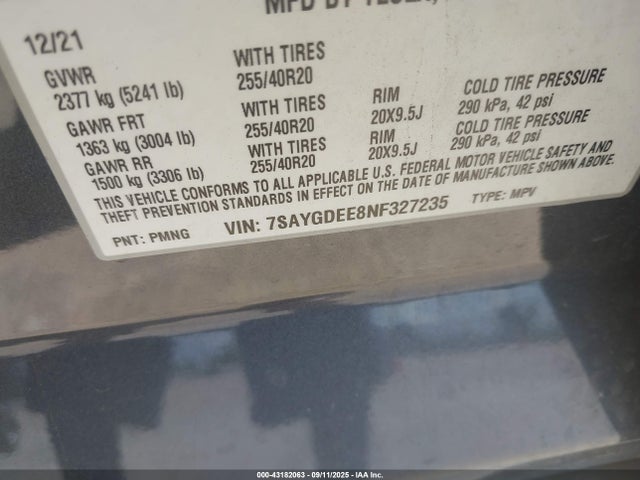 MFD BY TESLA,
12/21
GVWR
2377 kg (5241 lb)
WITH TIRES
255/40R20
GAWR FRT
1363 kg (3004 lb)
WITH TIRES
255/40R20
RIM
20X9.5J
COLD TIRE PRESSURE
290 kPa, 42 psi
GAWR RR
1500 kg (3306 lb)
WITH TIRES
255/40R20
RIM
20X9.5J
COLD TIRE PRESSURE
290 kPa, 42 psi
THIS VEHICLE CONFORMS TO ALL APPLICABLE U.S. FEDERAL MOTOR VEHICLE SAFETY AND
THEFT PREVENTION STANDARDS IN EFFECT ON THE DATE OF MANUFACTURE SHOWN ABOVE.
PNT: PMNG VIN: 7SAYGDEE8NF327235 TYPE: MPV
000-43182063 - 09/11/2025 - IAA Inc.